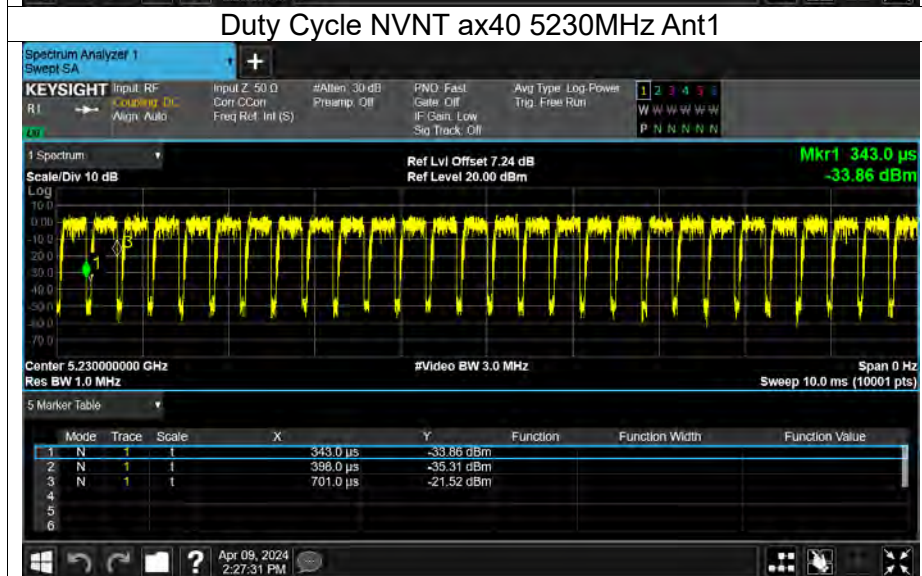 Duty Cycle NVNT ax40 5230MHz Ant1
Spectrum Analyzer 1
Swept SA
+
KEYSIGHT Input: RF Input Z: 50 Ω #Atten: 30 dB PNO: Fast Avg Type: Log-Power 1 2 3 4 5 6
R1 Coupling: DC Corr CCorr Preamp: Off Gate: Off Trig: Free Run W W W W W W
Align: Auto Freq Ref: Int (S) IF Gain: Low
Sig Track: Off P N N N N N
1 Spectrum Ref Lvl Offset 7.24 dB Mkr1 343.0 µs
Scale/Div 10 dB Ref Level 20.00 dBm -33.86 dBm
Log
10.0
0.00
-10.0
-20.0
-30.0
-40.0
-50.0
-60.0
-70.0
1
3
Center 5.230000000 GHz #Video BW 3.0 MHz Span 0 Hz
Res BW 1.0 MHz Sweep 10.0 ms (10001 pts)
5 Marker Table
Mode Trace Scale X Y Function Function Width Function Value
1 N 1 t 343.0 µs -33.86 dBm
2 N 1 t 398.0 µs -35.31 dBm
3 N 1 t 701.0 µs -21.52 dBm
4
5
6
? Apr 09, 2024
2:27:31 PM